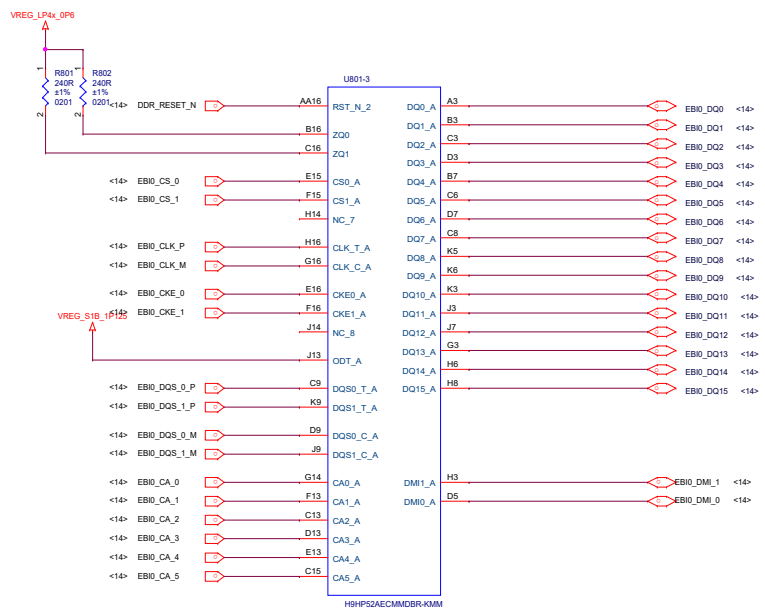 VREG_LP4x_0P6
U801-3
1 R801 1 R802
240R 240R
±1% ±1%
0201 0201
2 2
<14> DDR_RESET_N AA16 RST_N_2 DQ0_A A3 EBI0_DQ0 <14>
DQ1_A B3 EBI0_DQ1 <14>
B16 ZQ0 DQ2_A C3 EBI0_DQ2 <14>
C16 ZQ1 DQ3_A D3 EBI0_DQ3 <14>
<14> EBI0_CS_0 E15 CS0_A DQ4_A B7 EBI0_DQ4 <14>
<14> EBI0_CS_1 F15 CS1_A DQ5_A C6 EBI0_DQ5 <14>
H14 NC_7 DQ6_A D7 EBI0_DQ6 <14>
DQ7_A C8 EBI0_DQ7 <14>
<14> EBI0_CLK_P H16 CLK_T_A DQ8_A K5 EBI0_DQ8 <14>
<14> EBI0_CLK_M G16 CLK_C_A DQ9_A K6 EBI0_DQ9 <14>
<14> EBI0_CKE_0 E16 CKE0_A DQ10_A K3 EBI0_DQ10 <14>
<14> EBI0_CKE_1 F16 CKE1_A DQ11_A J3 EBI0_DQ11 <14>
VREG_S1B_1P125
J14 NC_8 DQ12_A J7 EBI0_DQ12 <14>
DQ13_A G3 EBI0_DQ13 <14>
J13 ODT_A DQ14_A H6 EBI0_DQ14 <14>
<14> EBI0_DQS_0_P C9 DQS0_T_A DQ15_A H8 EBI0_DQ15 <14>
<14> EBI0_DQS_1_P K9 DQS1_T_A
<14> EBI0_DQS_0_M D9 DQS0_C_A
<14> EBI0_DQS_1_M J9 DQS1_C_A
<14> EBI0_CA_0 G14 CA0_A DMI1_A H3 EBI0_DMI_1 <14>
<14> EBI0_CA_1 F13 CA1_A DMI0_A D5 EBI0_DMI_0 <14>
<14> EBI0_CA_2 C13 CA2_A
<14> EBI0_CA_3 D13 CA3_A
<14> EBI0_CA_4 E13 CA4_A
<14> EBI0_CA_5 C15 CA5_A
H9HP52AECMMDBR-KMM